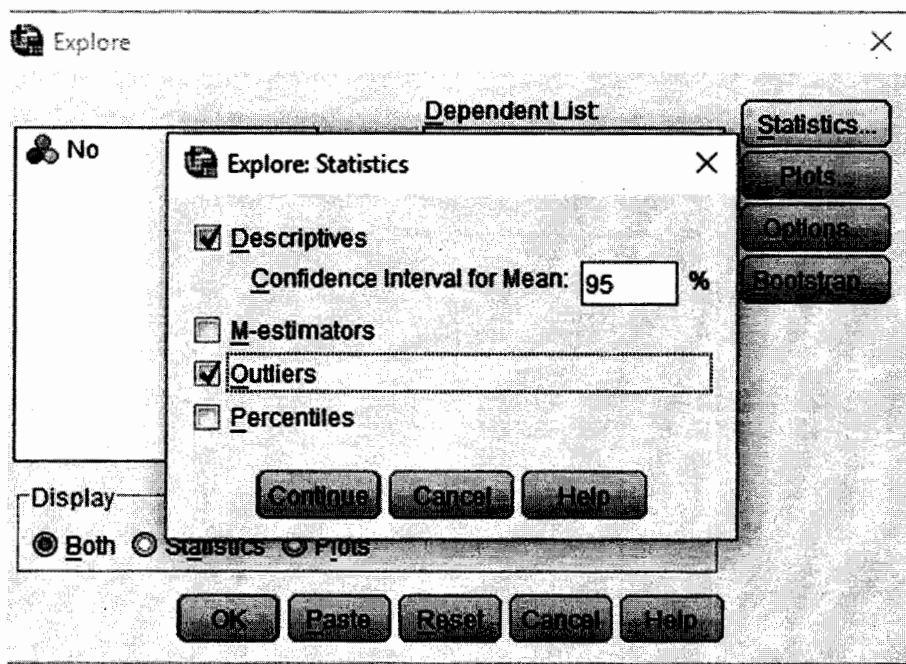 Explore
Dependent List:
No
Statistics...
Explore: Statistics
Plots...
Descriptives
Options...
Confidence Interval for Mean: 95 %
Bootstrap...
M-estimators
Outliers
Percentiles
Continue Cancel Help
Display
Both Statistics Plots
OK Paste Reset Cancel Help